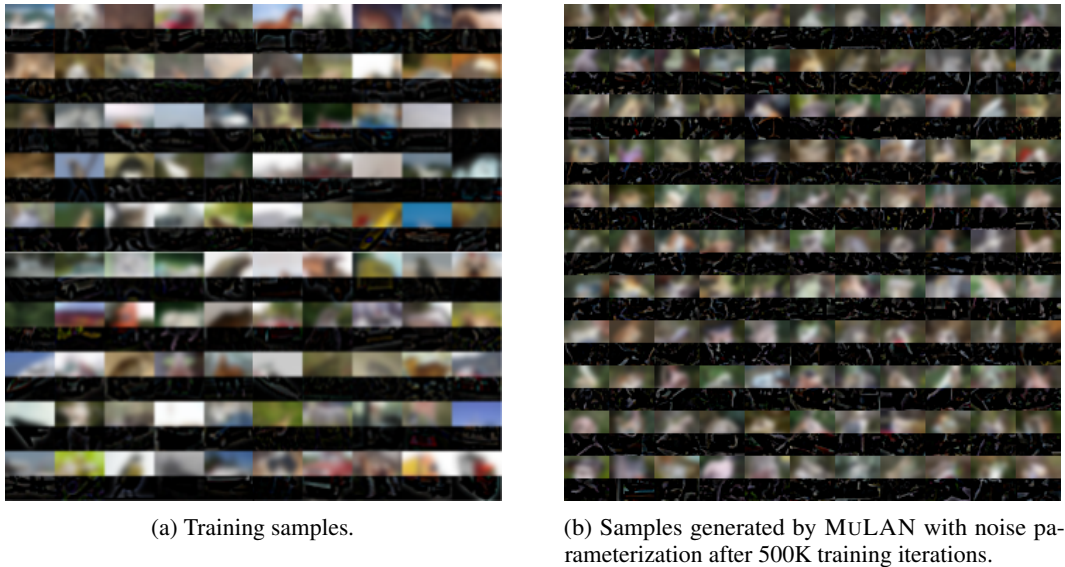 (a) Training samples.
(b) Samples generated by MULAN with noise pa-
rameterization after 500K training iterations.